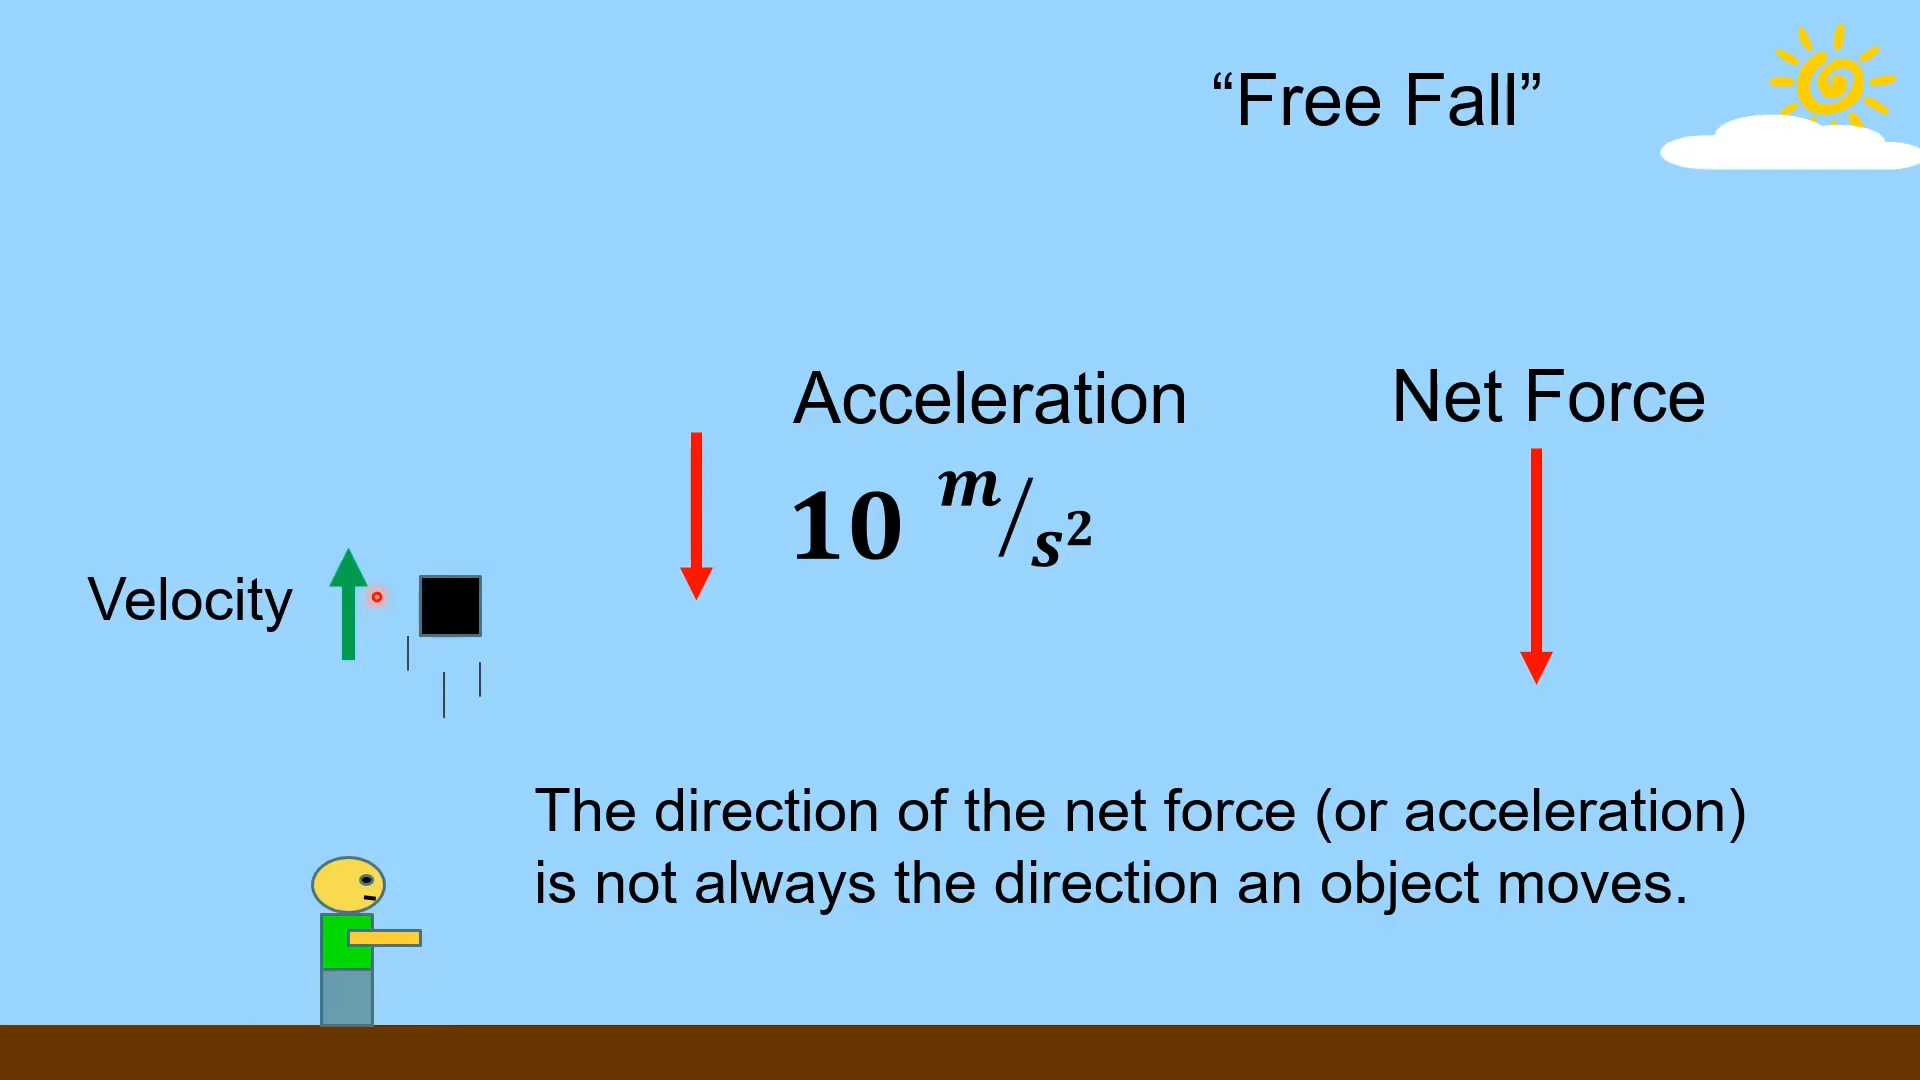 “Free Fall”
Acceleration
Net Force
10 m/s²
Velocity
The direction of the net force (or acceleration)
is not always the direction an object moves.